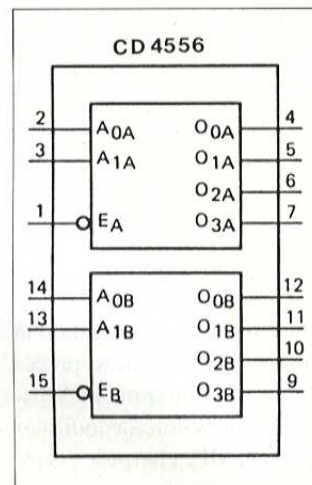 CD 4556
2 A0A O0A 4
3 A1A O1A 5
O2A 6
1 EA O3A 7
14 A0B O0B 12
13 A1B O1B 11
O2B 10
15 EB O3B 9